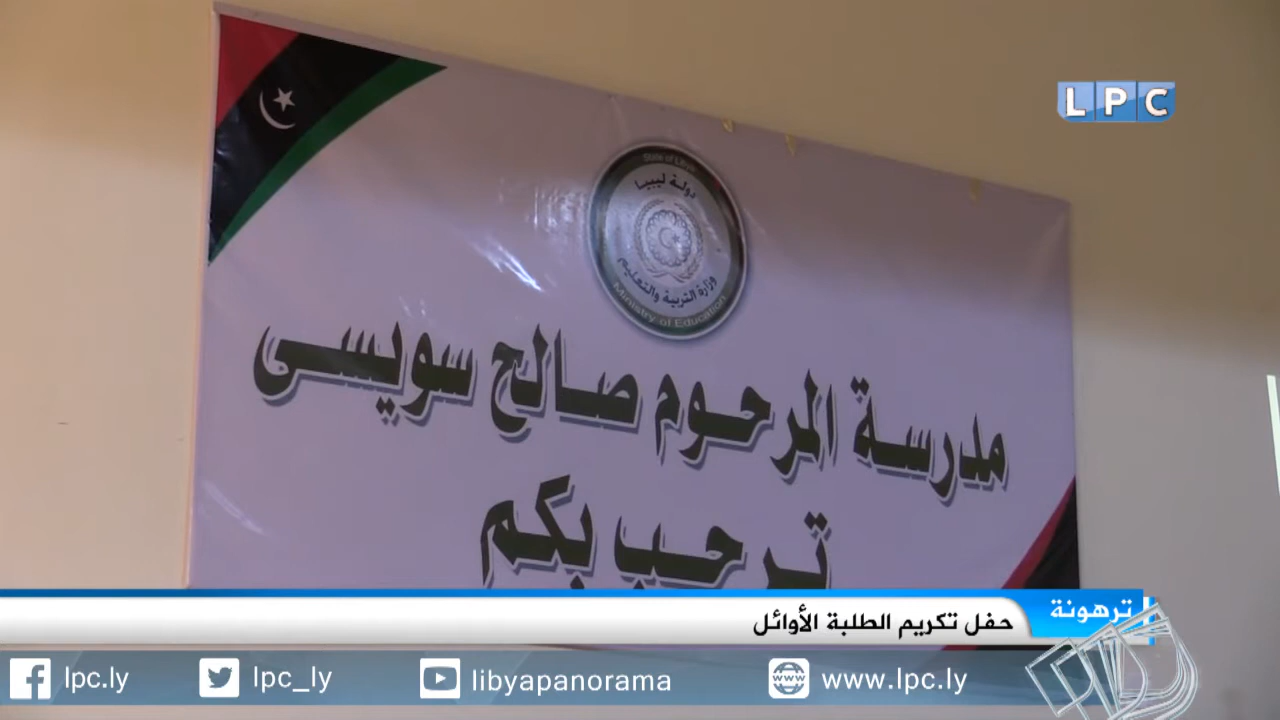 LPC
State of Libya
دولة ليبيا
وزارة التربية والتعليم
Ministry of Education
مدرسة المرحوم صالح سويسى
ترحب بكم
ترهونة
حفل تكريم الطلبة الأوائل
lpc.ly
lpc_ly
libyapanorama
www.lpc.ly